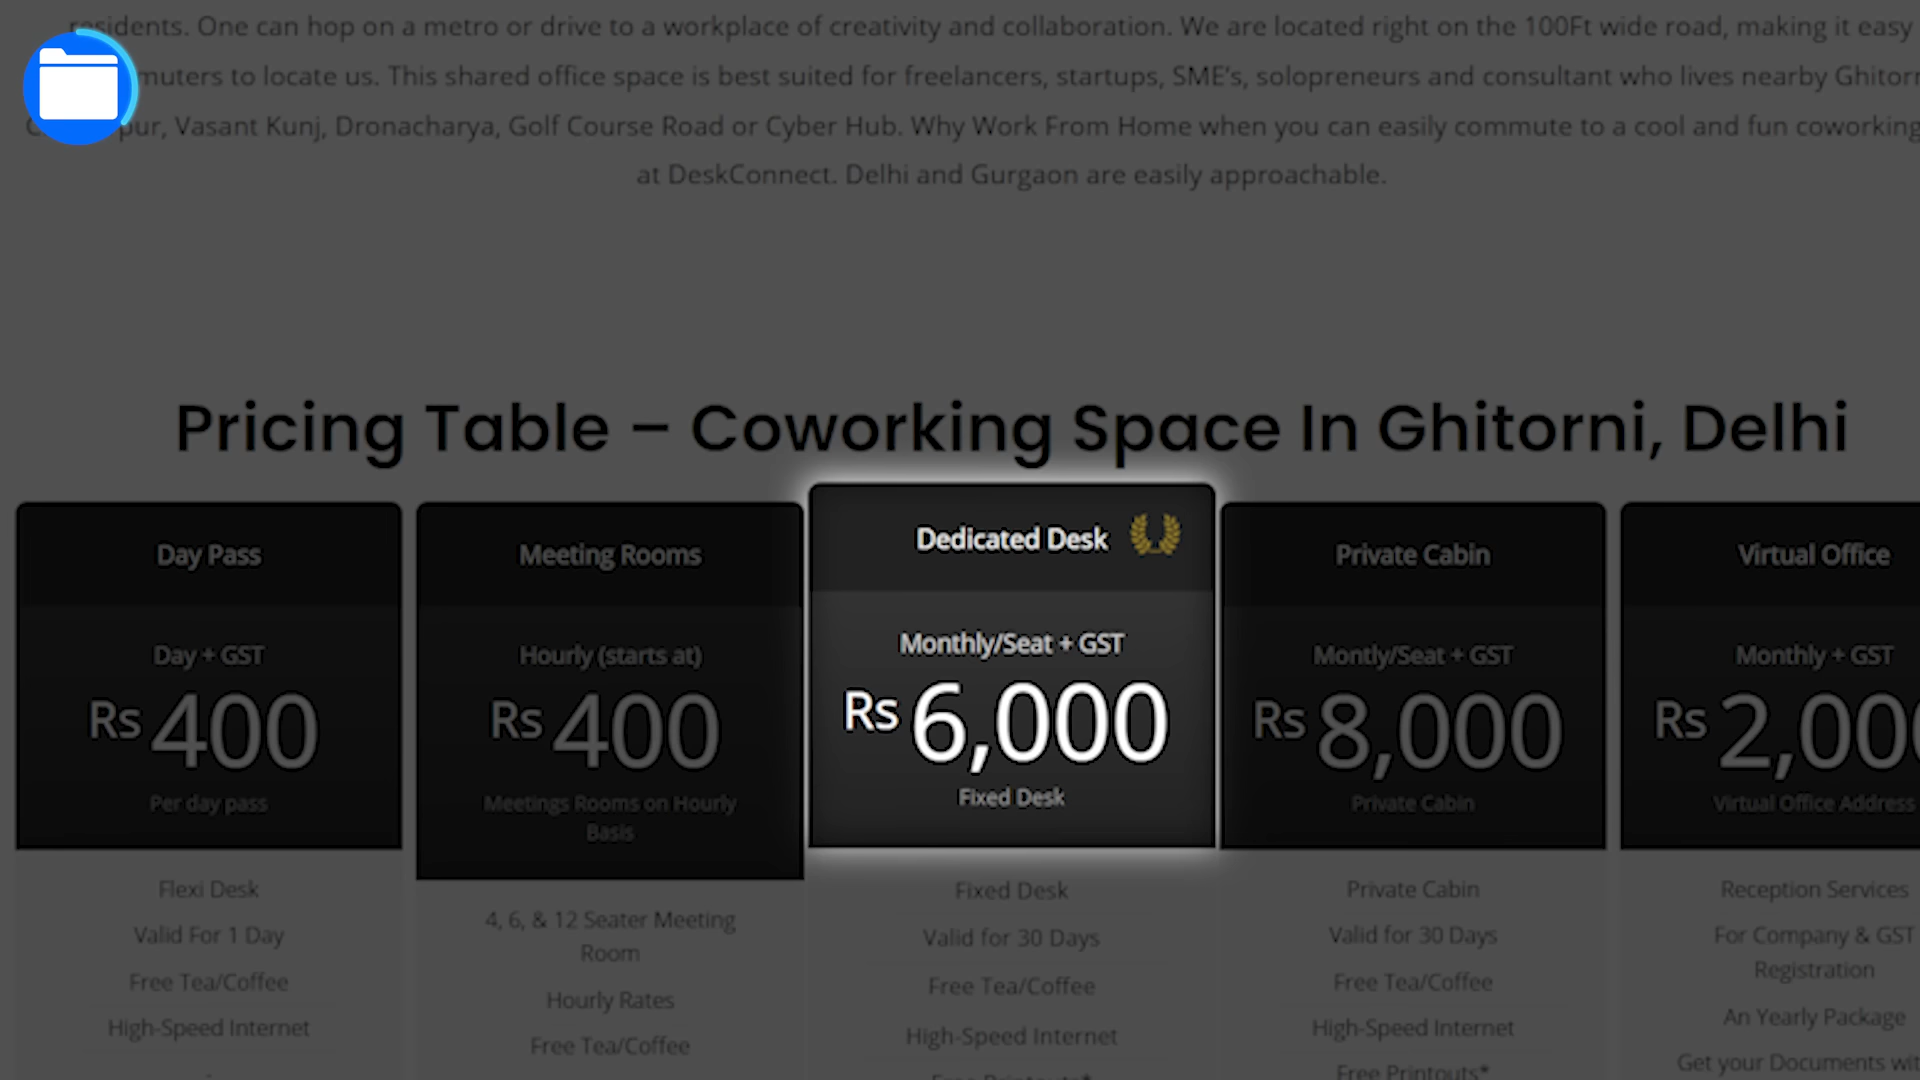 residents. One can hop on a metro or drive to a workplace of creativity and collaboration. We are located right on the 100Ft wide road, making it easy
muters to locate us. This shared office space is best suited for freelancers, startups, SME's, solopreneurs and consultant who lives nearby Ghitorn
pur, Vasant Kunj, Dronacharya, Golf Course Road or Cyber Hub. Why Work From Home when you can easily commute to a cool and fun coworking
at DeskConnect. Delhi and Gurgaon are easily approachable.
Pricing Table – Coworking Space In Ghitorni, Delhi
Day Pass
Day + GST
Rs 400
Per day pass
Flexi Desk
Valid For 1 Day
Free Tea/Coffee
High-Speed Internet
Meeting Rooms
Hourly (starts at)
Rs 400
Meetings Rooms on Hourly
Basis
4, 6, & 12 Seater Meeting
Room
Hourly Rates
Free Tea/Coffee
Dedicated Desk
Monthly/Seat + GST
Rs 6,000
Fixed Desk
Fixed Desk
Valid for 30 Days
Free Tea/Coffee
High-Speed Internet
Free Printouts*
Private Cabin
Montly/Seat + GST
Rs 8,000
Private Cabin
Private Cabin
Valid for 30 Days
Free Tea/Coffee
High-Speed Internet
Free Printouts*
Virtual Office
Monthly + GST
Rs 2,000
Virtual Office Address
Reception Services
For Company & GST
Registration
An Yearly Package
Get your Documents wit